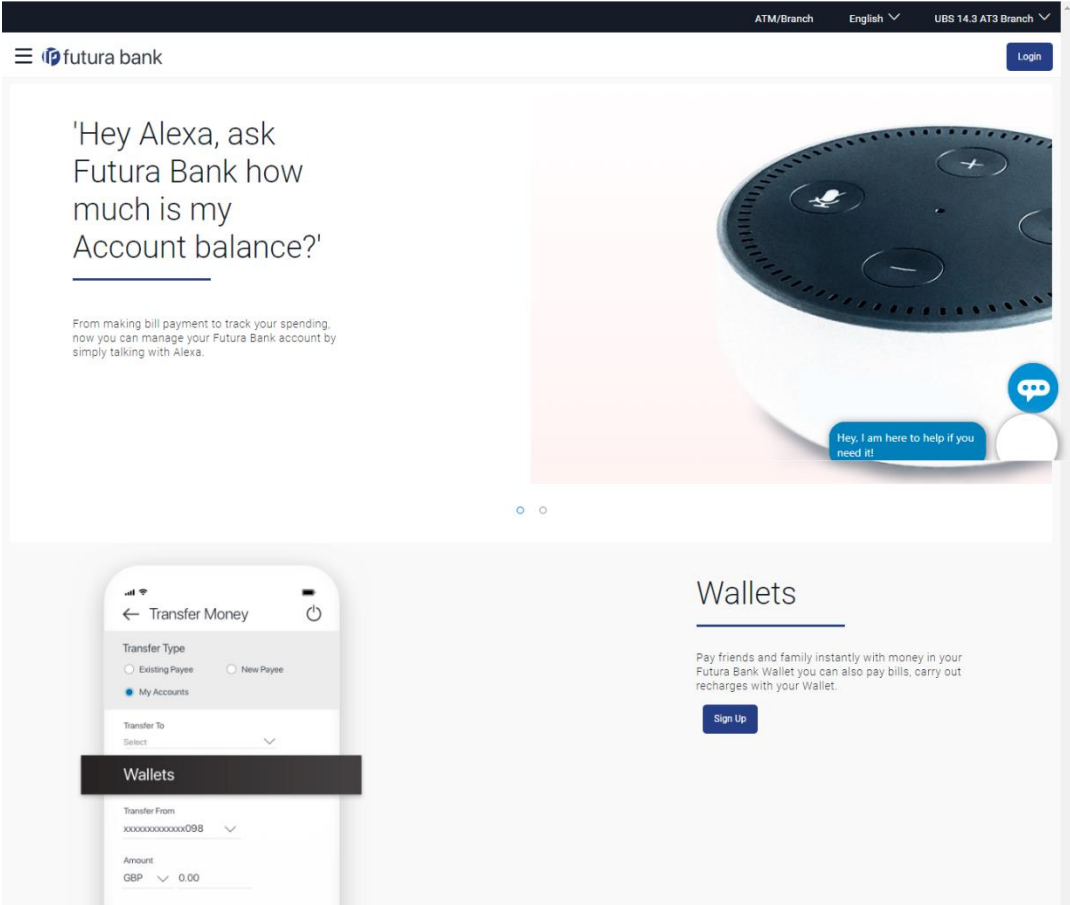 ATM/Branch English UBS 14.3 AT3 Branch
futura bank Login
'Hey Alexa, ask
Futura Bank how
much is my
Account balance?'
From making bill payment to track your spending,
now you can manage your Futura Bank account by
simply talking with Alexa.
Hey, I am here to help if you
need it!
Transfer Money
Transfer Type
Existing Payee New Payee
My Accounts
Transfer To
Select
Wallets
Transfer From
xxxxxxxxxxxxx098
Amount
GBP 0.00
Wallets
Pay friends and family instantly with money in your
Futura Bank Wallet you can also pay bills, carry out
recharges with your Wallet.
Sign Up